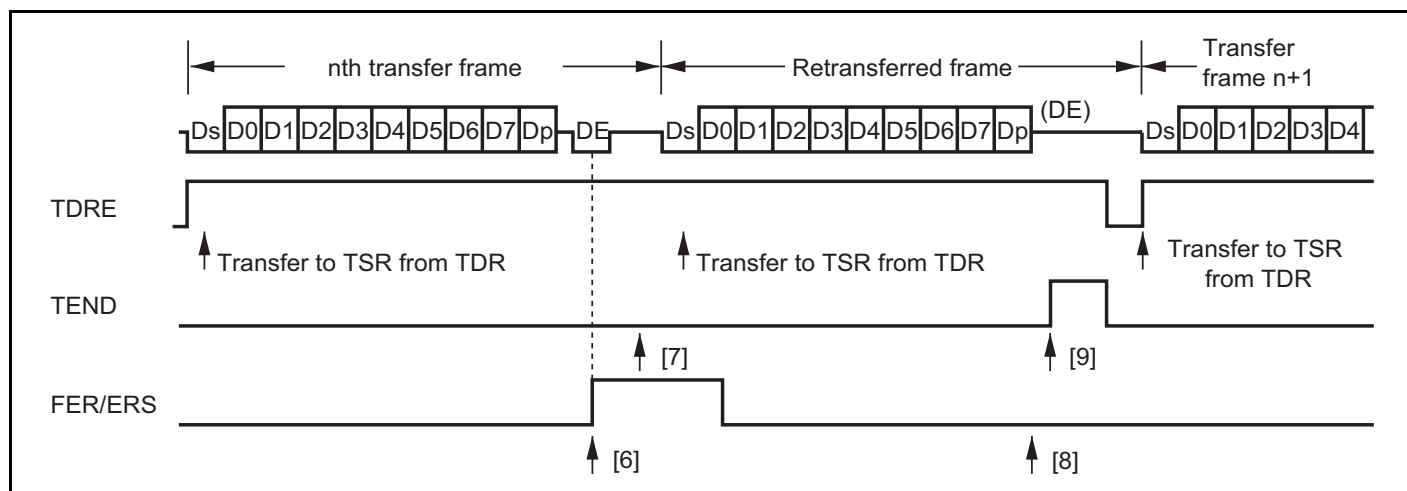 nth transfer frame
Retransferred frame
Transfer
frame n+1
(DE)
Ds D0 D1 D2 D3 D4 D5 D6 D7 Dp DE Ds D0 D1 D2 D3 D4 D5 D6 D7 Dp Ds D0 D1 D2 D3 D4
TDRE
Transfer to TSR from TDR
Transfer to TSR from TDR
Transfer to TSR
from TDR
TEND
[7]
[9]
FER/ERS
[6]
[8]